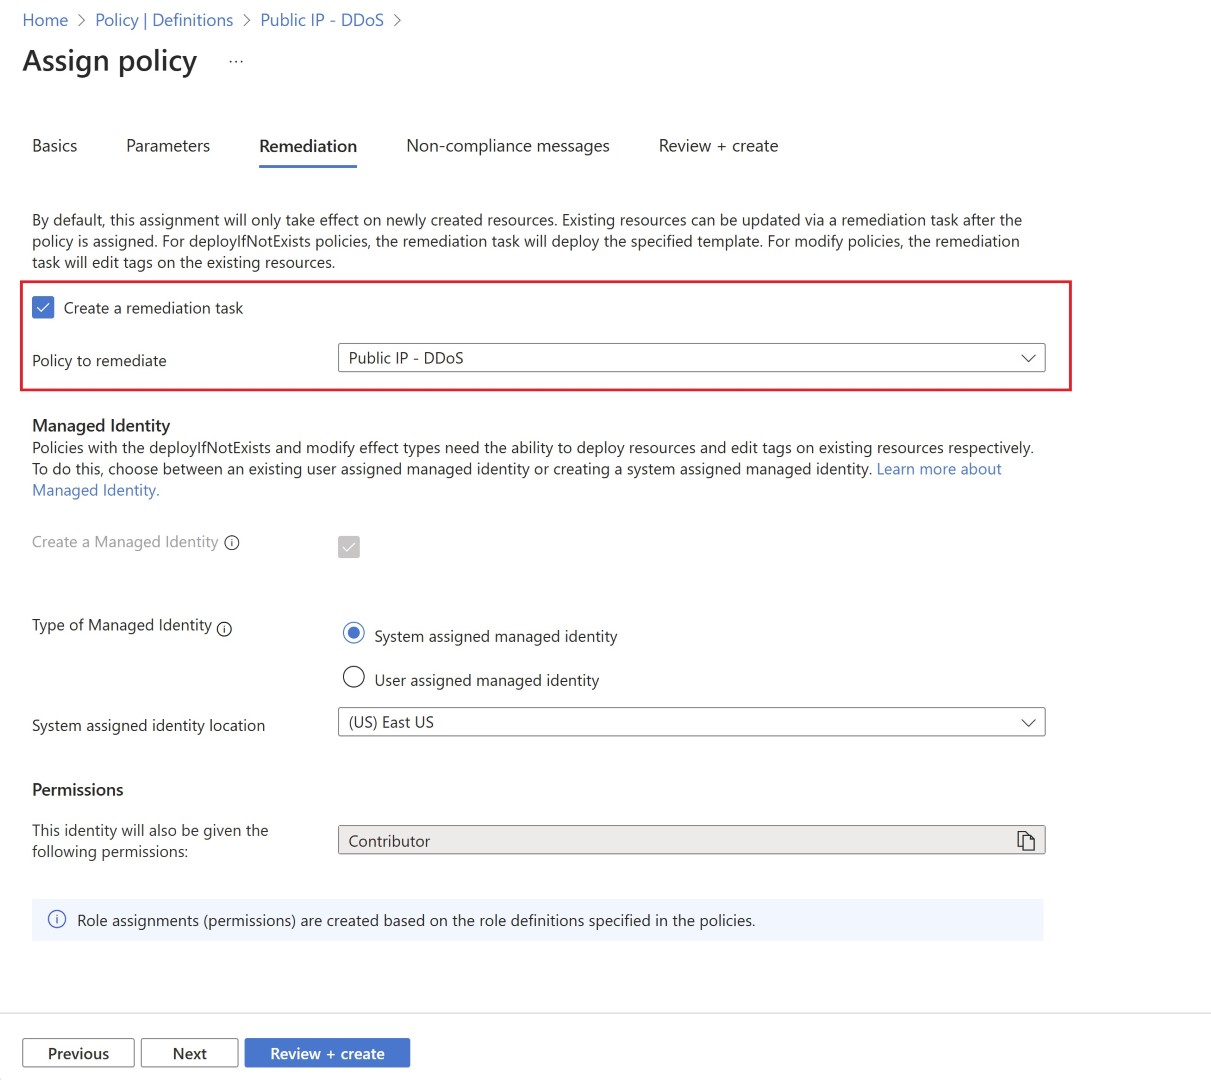 Home > Policy | Definitions > Public IP - DDoS >
Assign policy ...
Basics Parameters Remediation Non-compliance messages Review + create
By default, this assignment will only take effect on newly created resources. Existing resources can be updated via a remediation task after the
policy is assigned. For deployIfNotExists policies, the remediation task will deploy the specified template. For modify policies, the remediation
task will edit tags on the existing resources.
Create a remediation task
Policy to remediate Public IP - DDoS
Managed Identity
Policies with the deployIfNotExists and modify effect types need the ability to deploy resources and edit tags on existing resources respectively.
To do this, choose between an existing user assigned managed identity or creating a system assigned managed identity. Learn more about
Managed Identity.
Create a Managed Identity
Type of Managed Identity System assigned managed identity
User assigned managed identity
System assigned identity location (US) East US
Permissions
This identity will also be given the
following permissions: Contributor
Role assignments (permissions) are created based on the role definitions specified in the policies.
Previous Next Review + create